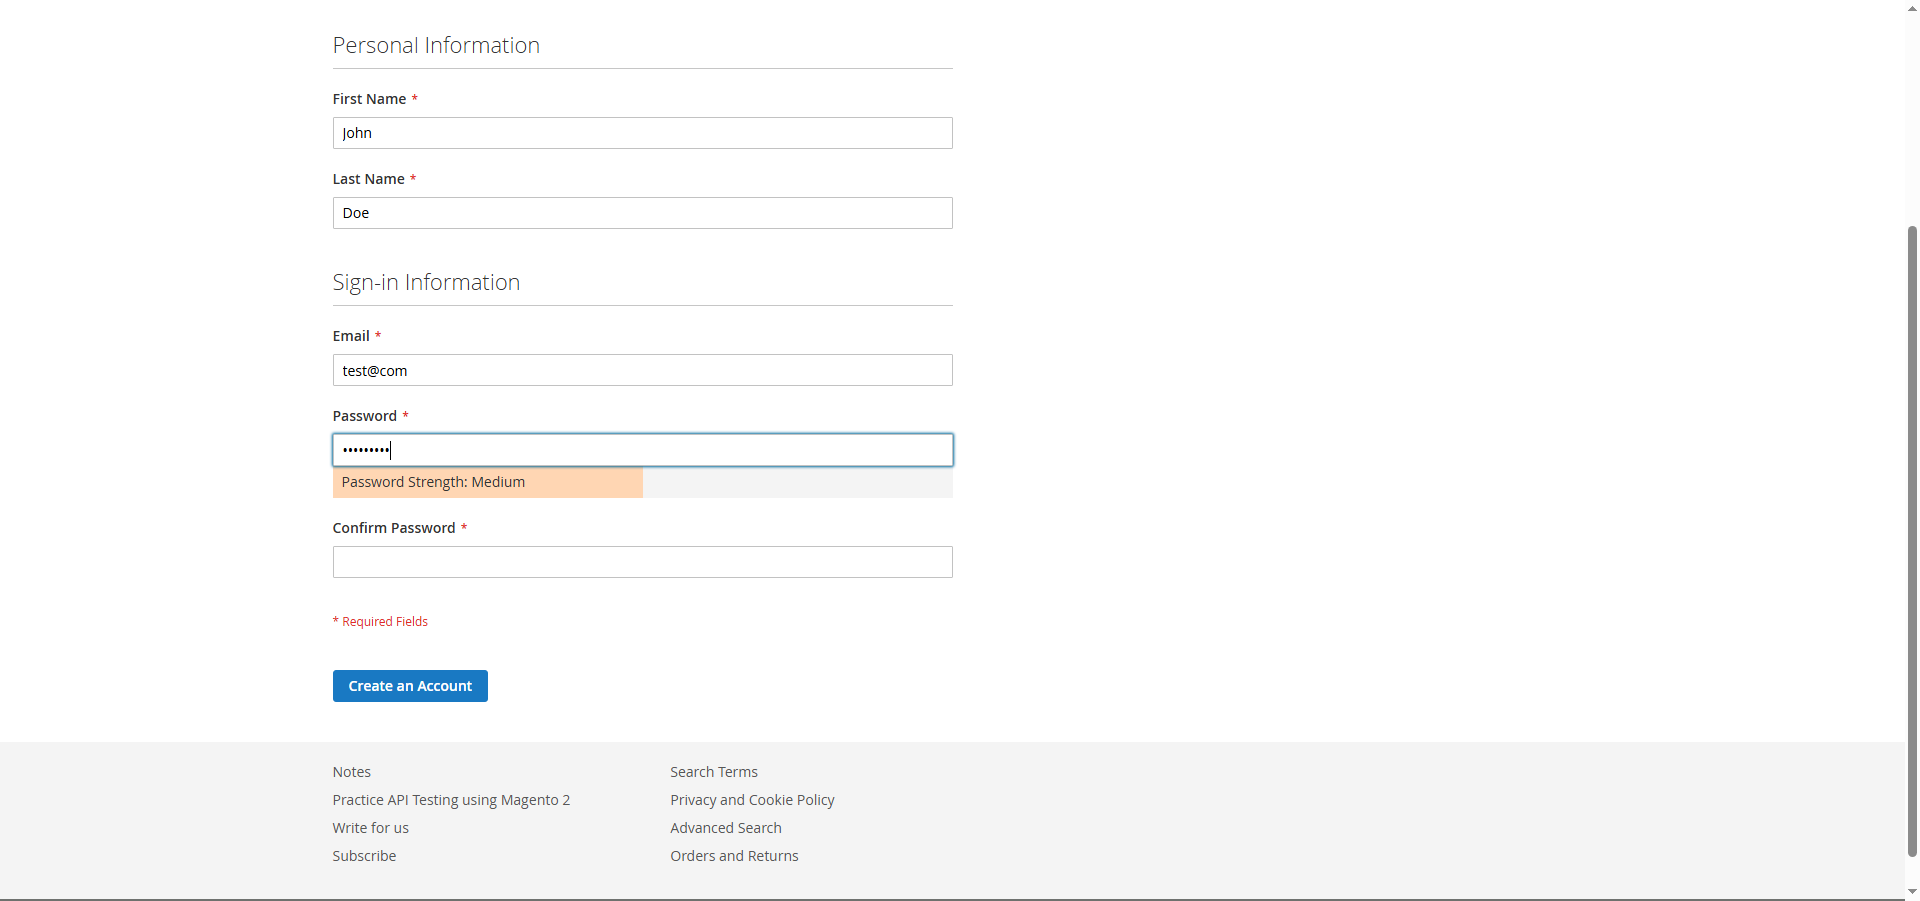 Personal Information
First Name *
John
Last Name *
Doe
Sign-in Information
Email *
test@com
Password *
•••••••••
Password Strength: Medium
Confirm Password *
* Required Fields
Create an Account
Notes
Practice API Testing using Magento 2
Write for us
Subscribe
Search Terms
Privacy and Cookie Policy
Advanced Search
Orders and Returns